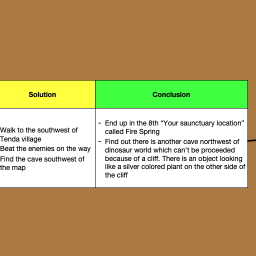 Solution
Conclusion
Walk to the southwest of
Tenda village
Beat the enemies on the way
Find the cave southwest of
the map
- End up in the 8th "Your saunctuary location"
called Fire Spring
- Find out there is another cave northwest of
dinosaur world which can't be proceeded
because of a cliff. There is an object looking
like a silver colored plant on the other side of
the cliff